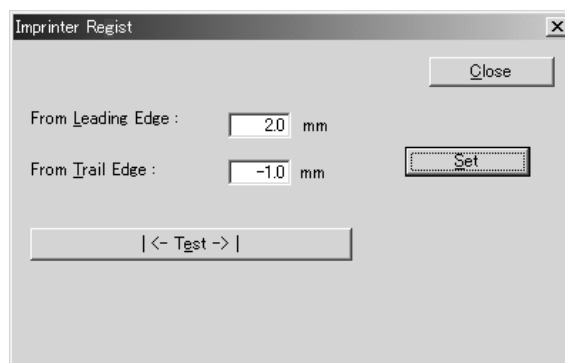 Imprinter Regist
Close
From Leading Edge : 2.0 mm
Set
From Trail Edge : -1.0 mm
|<- Test ->|